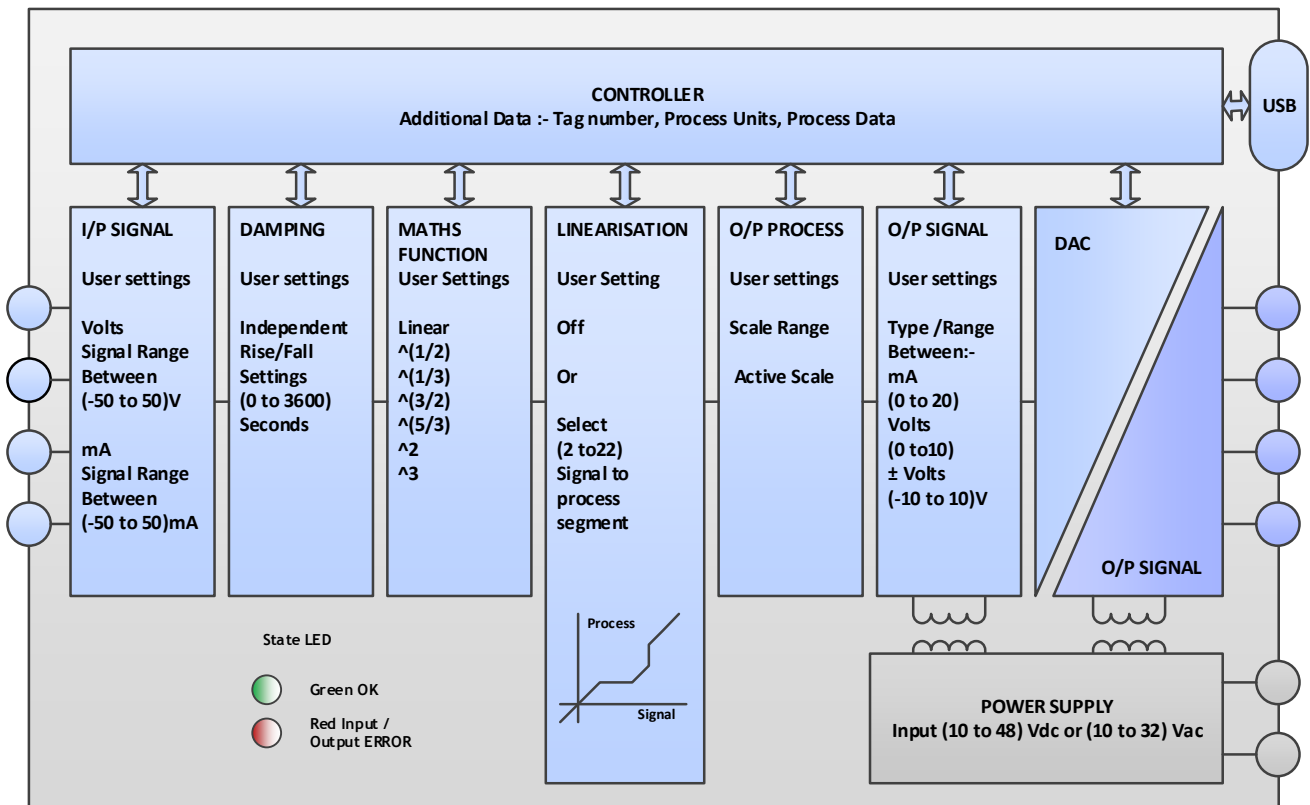 CONTROLLER
Additional Data :- Tag number, Process Units, Process Data
USB
I/P SIGNAL
User settings
Volts
Signal Range
Between
(-50 to 50)V
mA
Signal Range
Between
(-50 to 50)mA
DAMPING
User settings
Independent
Rise/Fall
Settings
(0 to 3600)
Seconds
MATHS
FUNCTION
User Settings
Linear
^(1/2)
^(1/3)
^(3/2)
^(5/3)
^2
^3
LINEARISATION
User Setting
Off
Or
Select
(2 to22)
Signal to
process
segment
Process
Signal
O/P PROCESS
User settings
Scale Range
Active Scale
O/P SIGNAL
User settings
Type /Range
Between:-
mA
(0 to 20)
Volts
(0 to10)
± Volts
(-10 to 10)V
DAC
O/P SIGNAL
State LED
Green OK
Red Input /
Output ERROR
POWER SUPPLY
Input (10 to 48) Vdc or (10 to 32) Vac